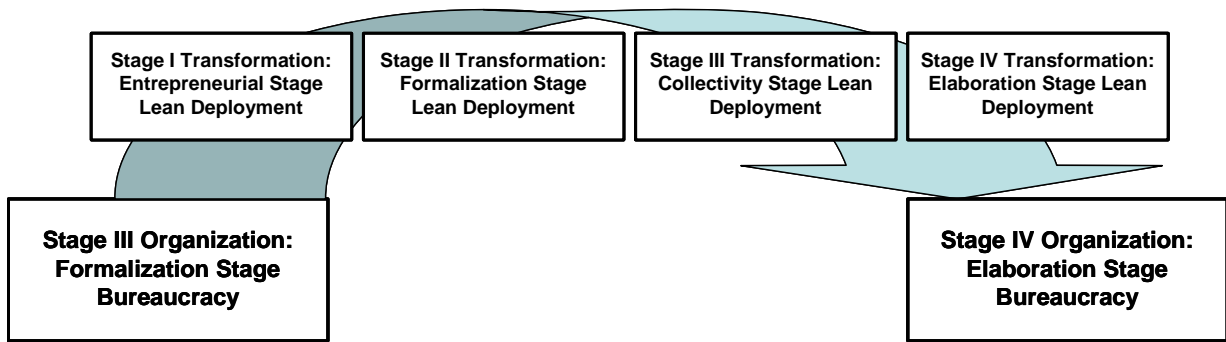 Stage I Transformation:
Entrepreneurial Stage
Lean Deployment
Stage II Transformation:
Formalization Stage
Lean Deployment
Stage III Transformation:
Collectivity Stage Lean
Deployment
Stage IV Transformation:
Elaboration Stage Lean
Deployment
Stage III Organization:
Formalization Stage
Bureaucracy
Stage IV Organization:
Elaboration Stage
Bureaucracy